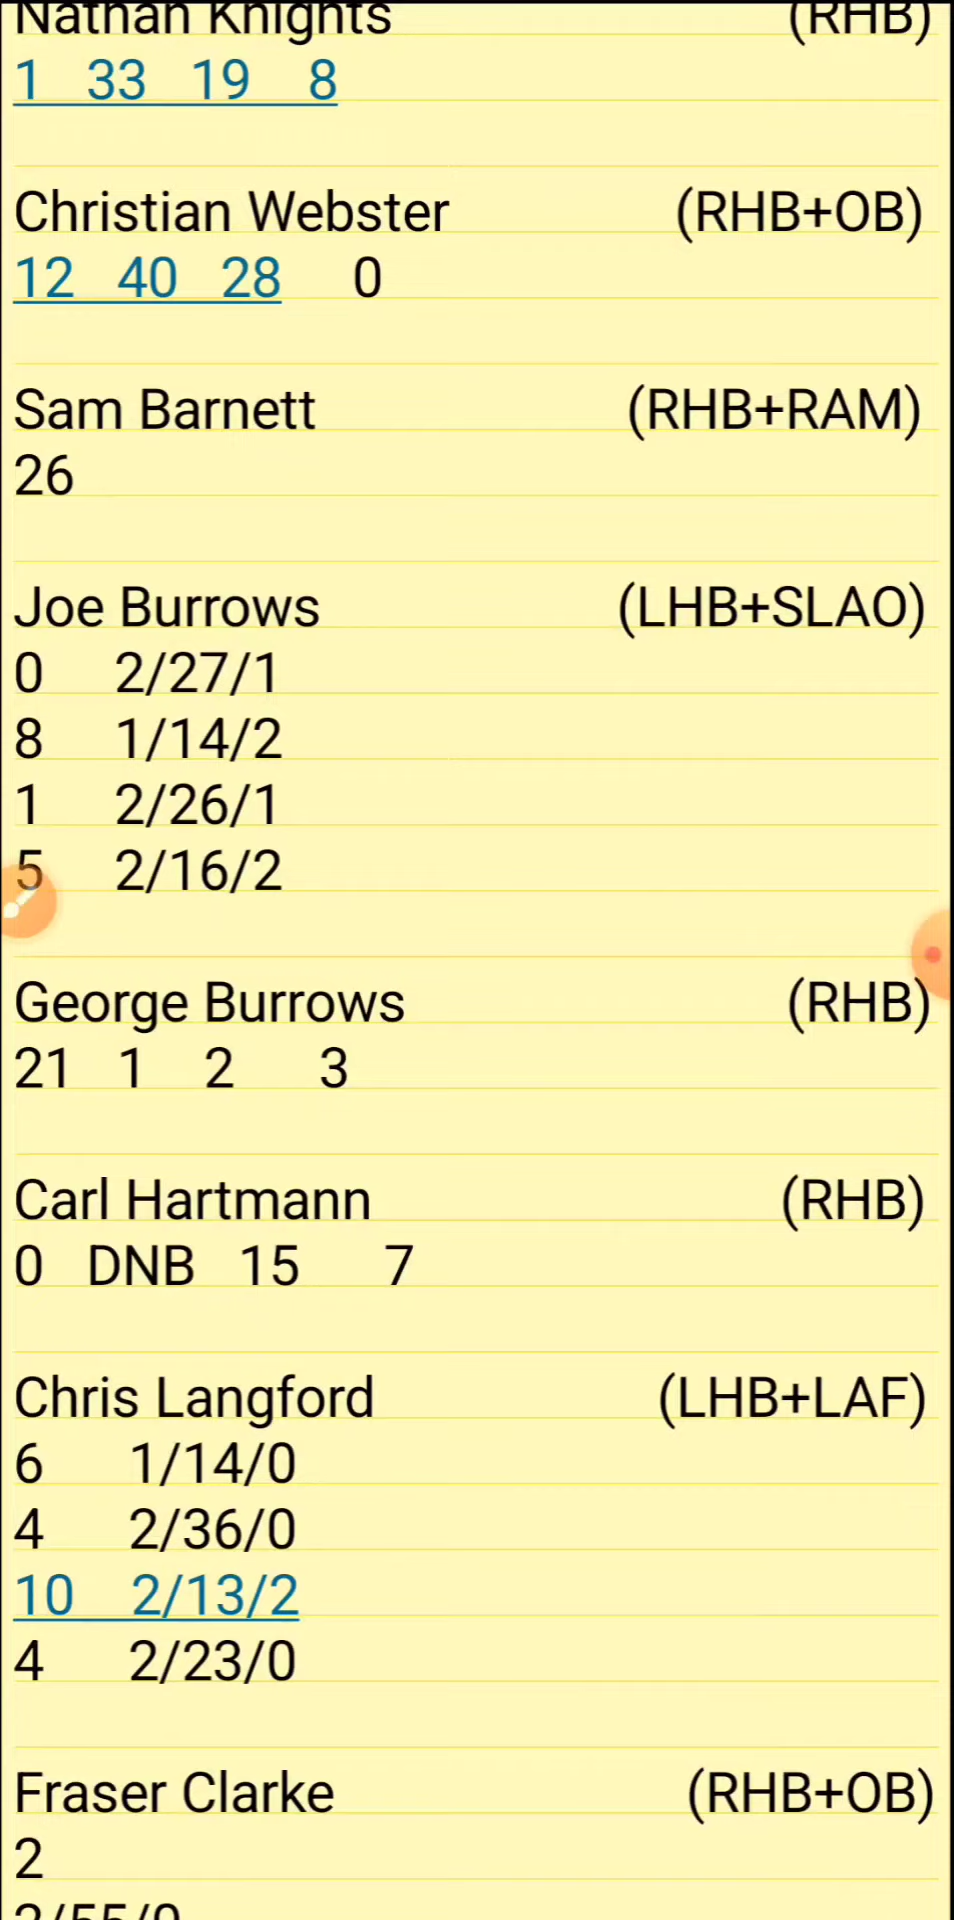 Nathan Knights (RHB)
1 33 19 8
Christian Webster (RHB+OB)
12 40 28 0
Sam Barnett (RHB+RAM)
26
Joe Burrows (LHB+SLAO)
0 2/27/1
8 1/14/2
1 2/26/1
5 2/16/2
George Burrows (RHB)
21 1 2 3
Carl Hartmann (RHB)
0 DNB 15 7
Chris Langford (LHB+LAF)
6 1/14/0
4 2/36/0
10 2/13/2
4 2/23/0
Fraser Clarke (RHB+OB)
2